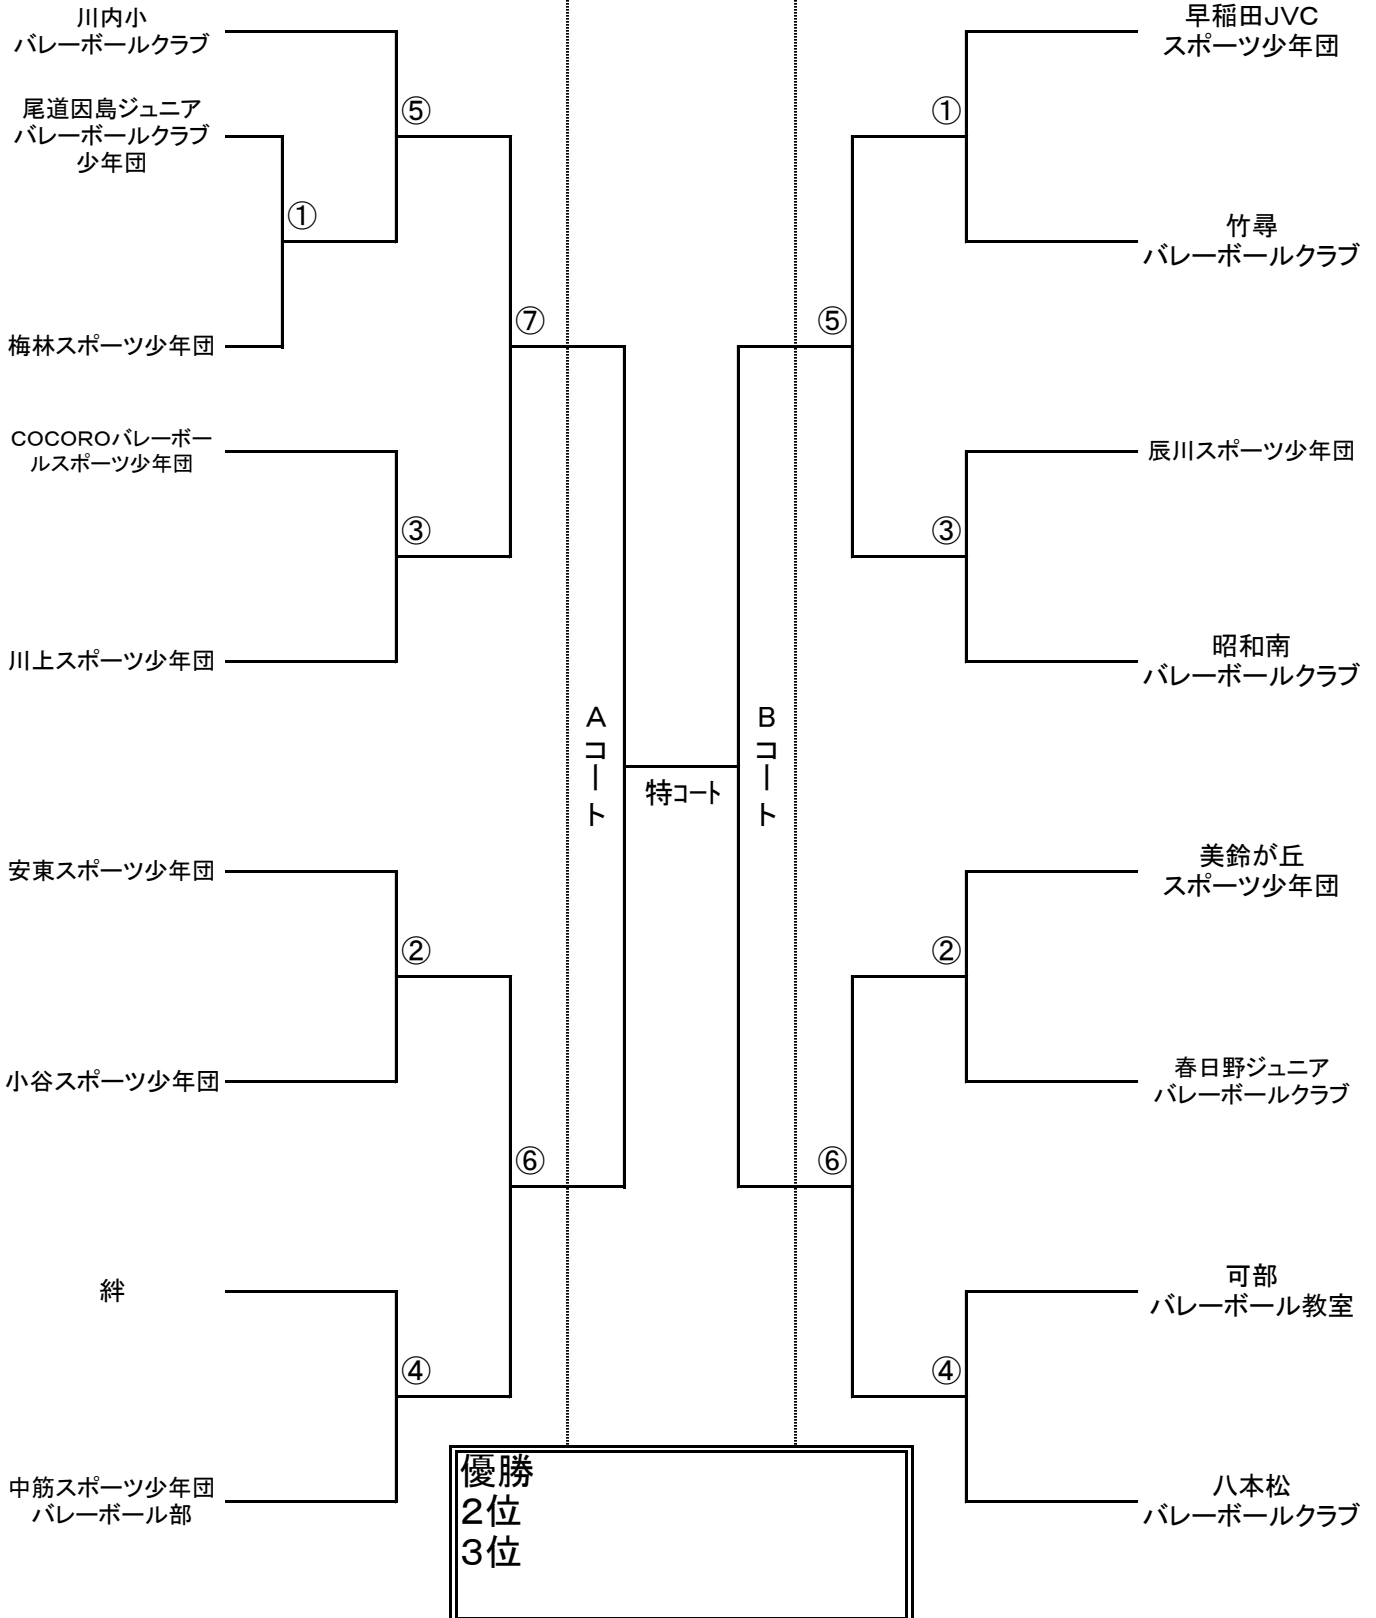 川内小
バレーボールクラブ
尾道因島ジュニア
バレーボールクラブ
少年団
⑤
①
梅林スポーツ少年団
⑦
COCOROバレーボー
ルスポーツ少年団
③
川上スポーツ少年団
安東スポーツ少年団
②
小谷スポーツ少年団
⑥
絆
④
中筋スポーツ少年団
バレーボール部
Aコート
特コート
Bコート
早稲田JVC
スポーツ少年団
①
竹尋
バレーボールクラブ
⑤
辰川スポーツ少年団
③
昭和南
バレーボールクラブ
美鈴が丘
スポーツ少年団
②
春日野ジュニア
バレーボールクラブ
⑥
可部
バレーボール教室
④
八本松
バレーボールクラブ
優勝
2位
3位